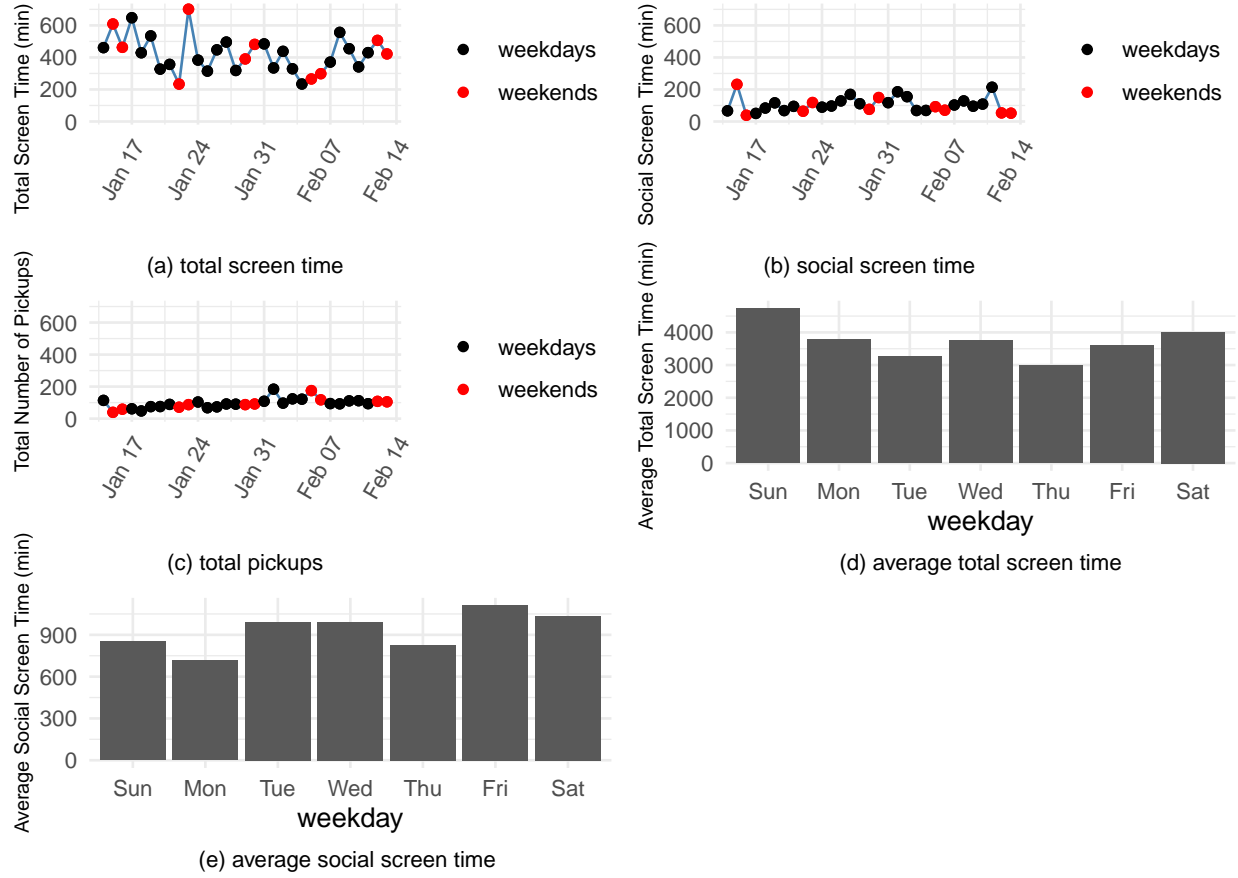 Total Screen Time (min)
600
400
200
0
Jan 17
Jan 24
Jan 31
Feb 07
Feb 14
weekdays
weekends
(a) total screen time
Social Screen Time (min)
600
400
200
0
Jan 17
Jan 24
Jan 31
Feb 07
Feb 14
weekdays
weekends
(b) social screen time
Total Number of Pickups)
600
400
200
0
Jan 17
Jan 24
Jan 31
Feb 07
Feb 14
weekdays
weekends
(c) total pickups
Average Total Screen Time (min)
4000
3000
2000
1000
0
Sun Mon Tue Wed Thu Fri Sat
weekday
(d) average total screen time
Average Social Screen Time (min)
900
600
300
0
Sun Mon Tue Wed Thu Fri Sat
weekday
(e) average social screen time